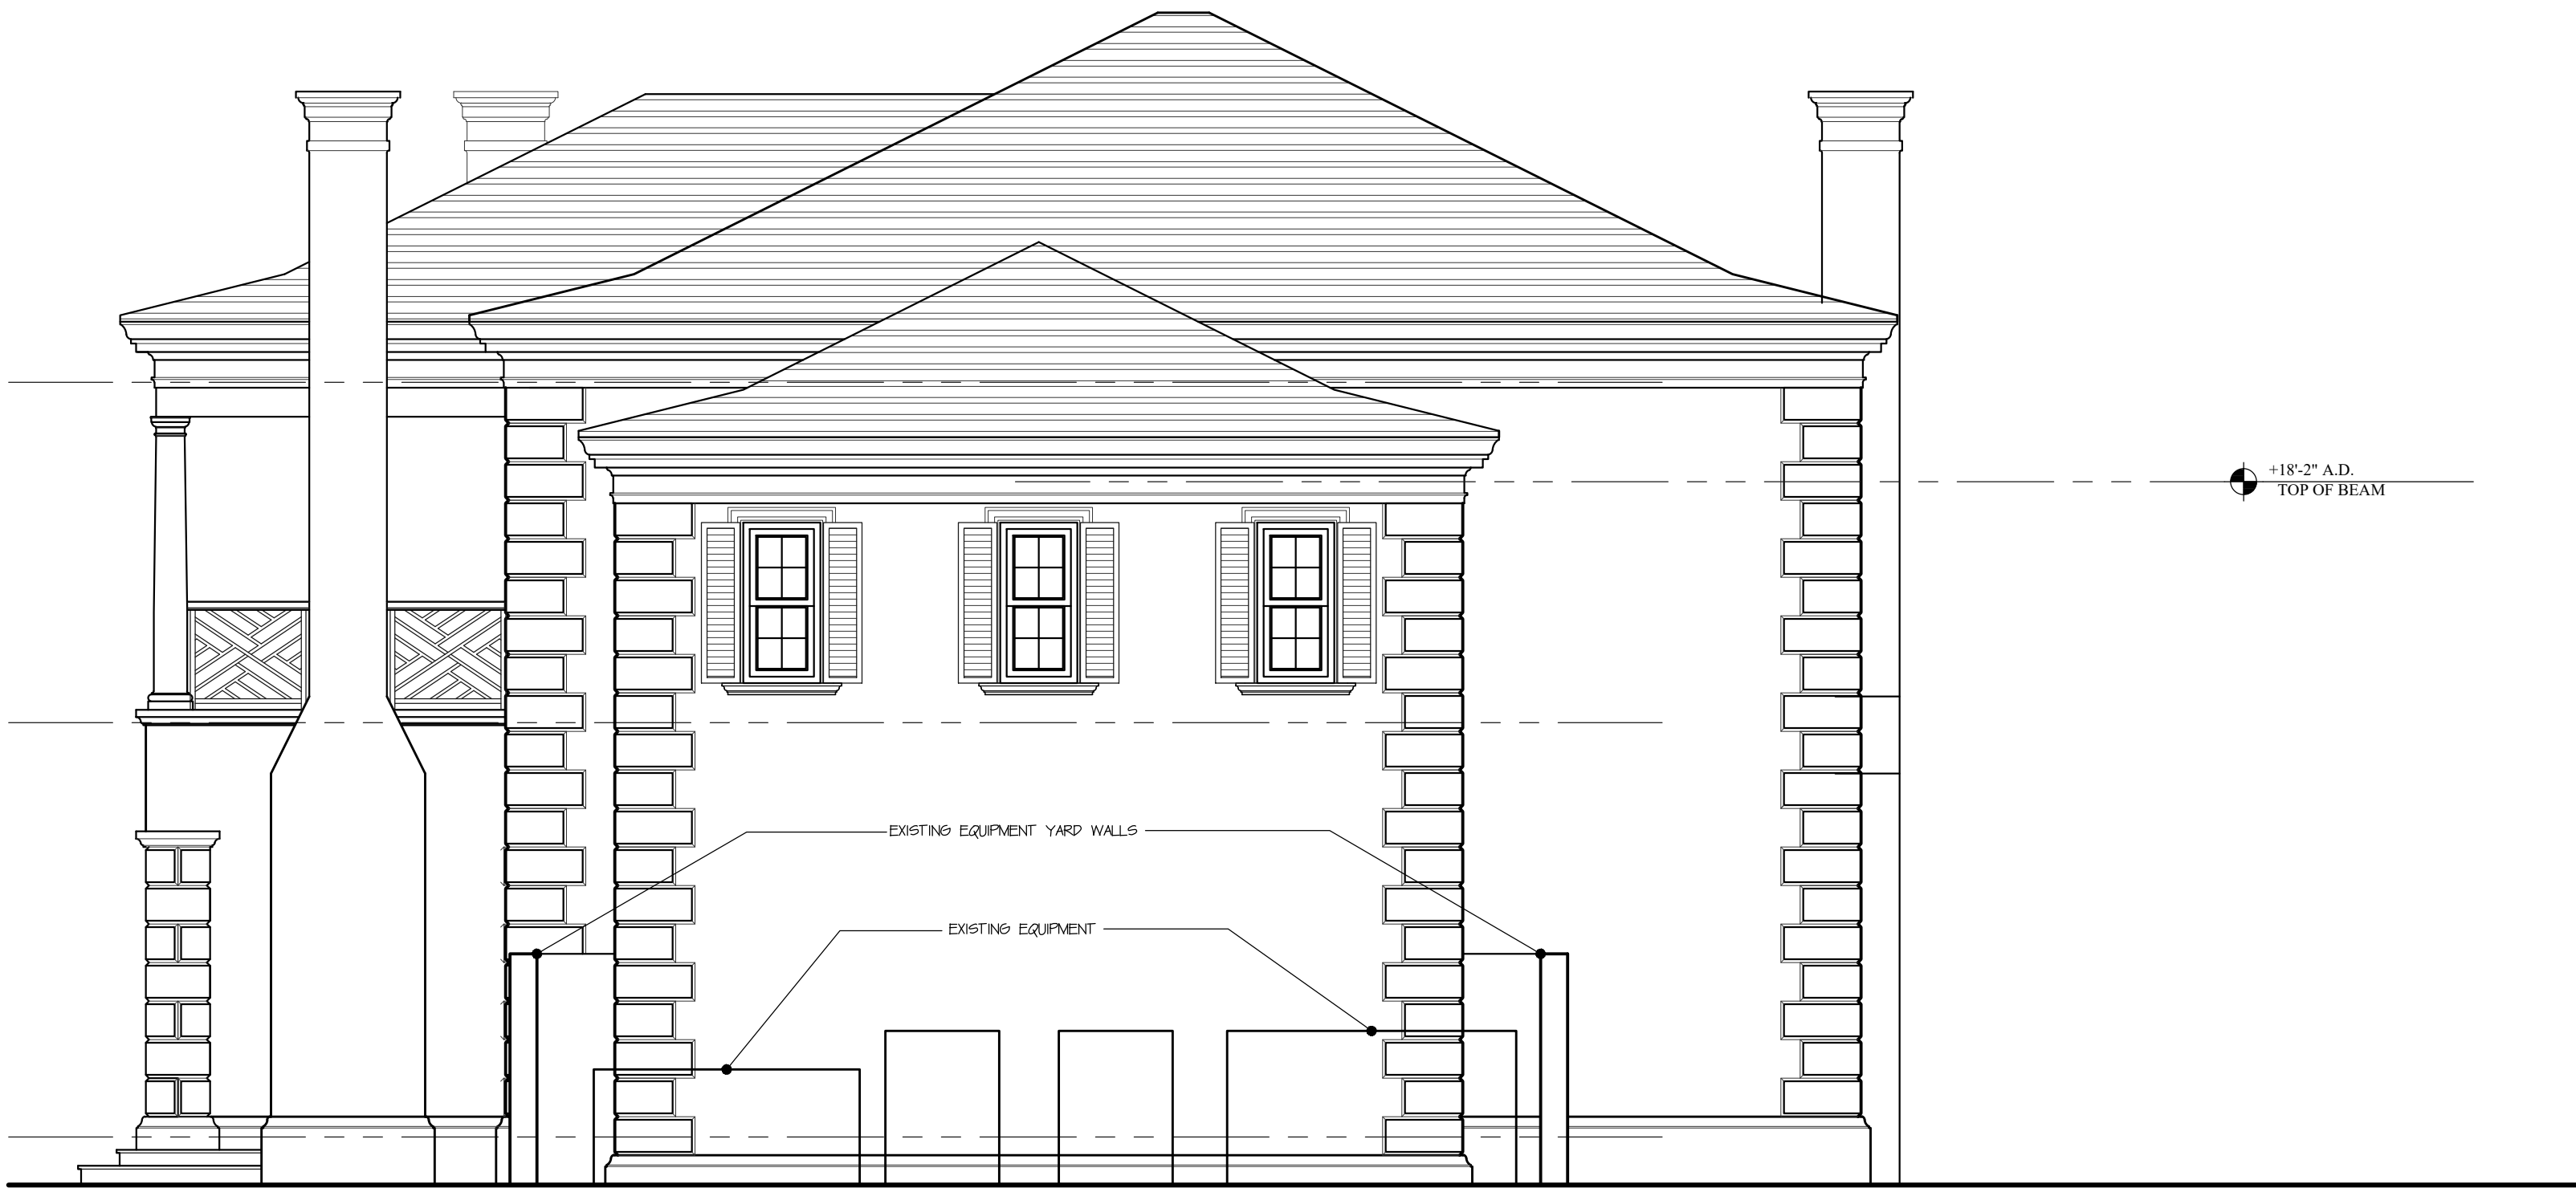 +18'-2" A.D.
TOP OF BEAM
EXISTING EQUIPMENT YARD WALLS
EXISTING EQUIPMENT